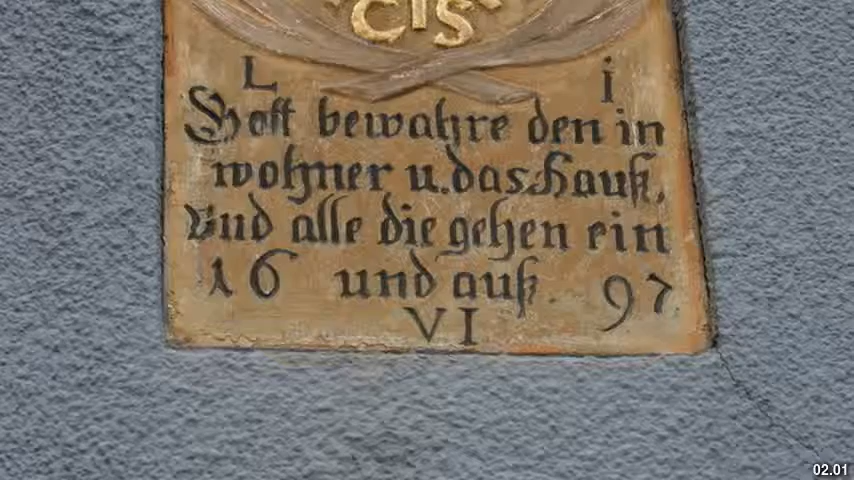 CTS
L i
Gott bewahre den in
wohner u. das Hauß,
Und alle die gehen ein
16 und auß. 97
VI
02.01